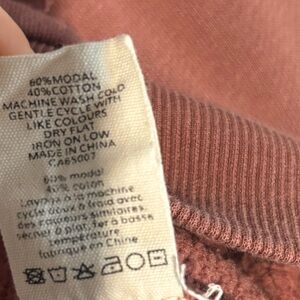 60%MODAL
40%COTTON
MACHINE WASH COLD
GENTLE CYCLE WITH
LIKE COLOURS
DRY FLAT
IRON ON LOW
MADE IN CHINA
CA65007
60% modal
40% coton
Lavage à la machine
cycle doux à froid avec
couleurs similaires.
sécher à plat, fer à basse
température.
fabriqué en Chine